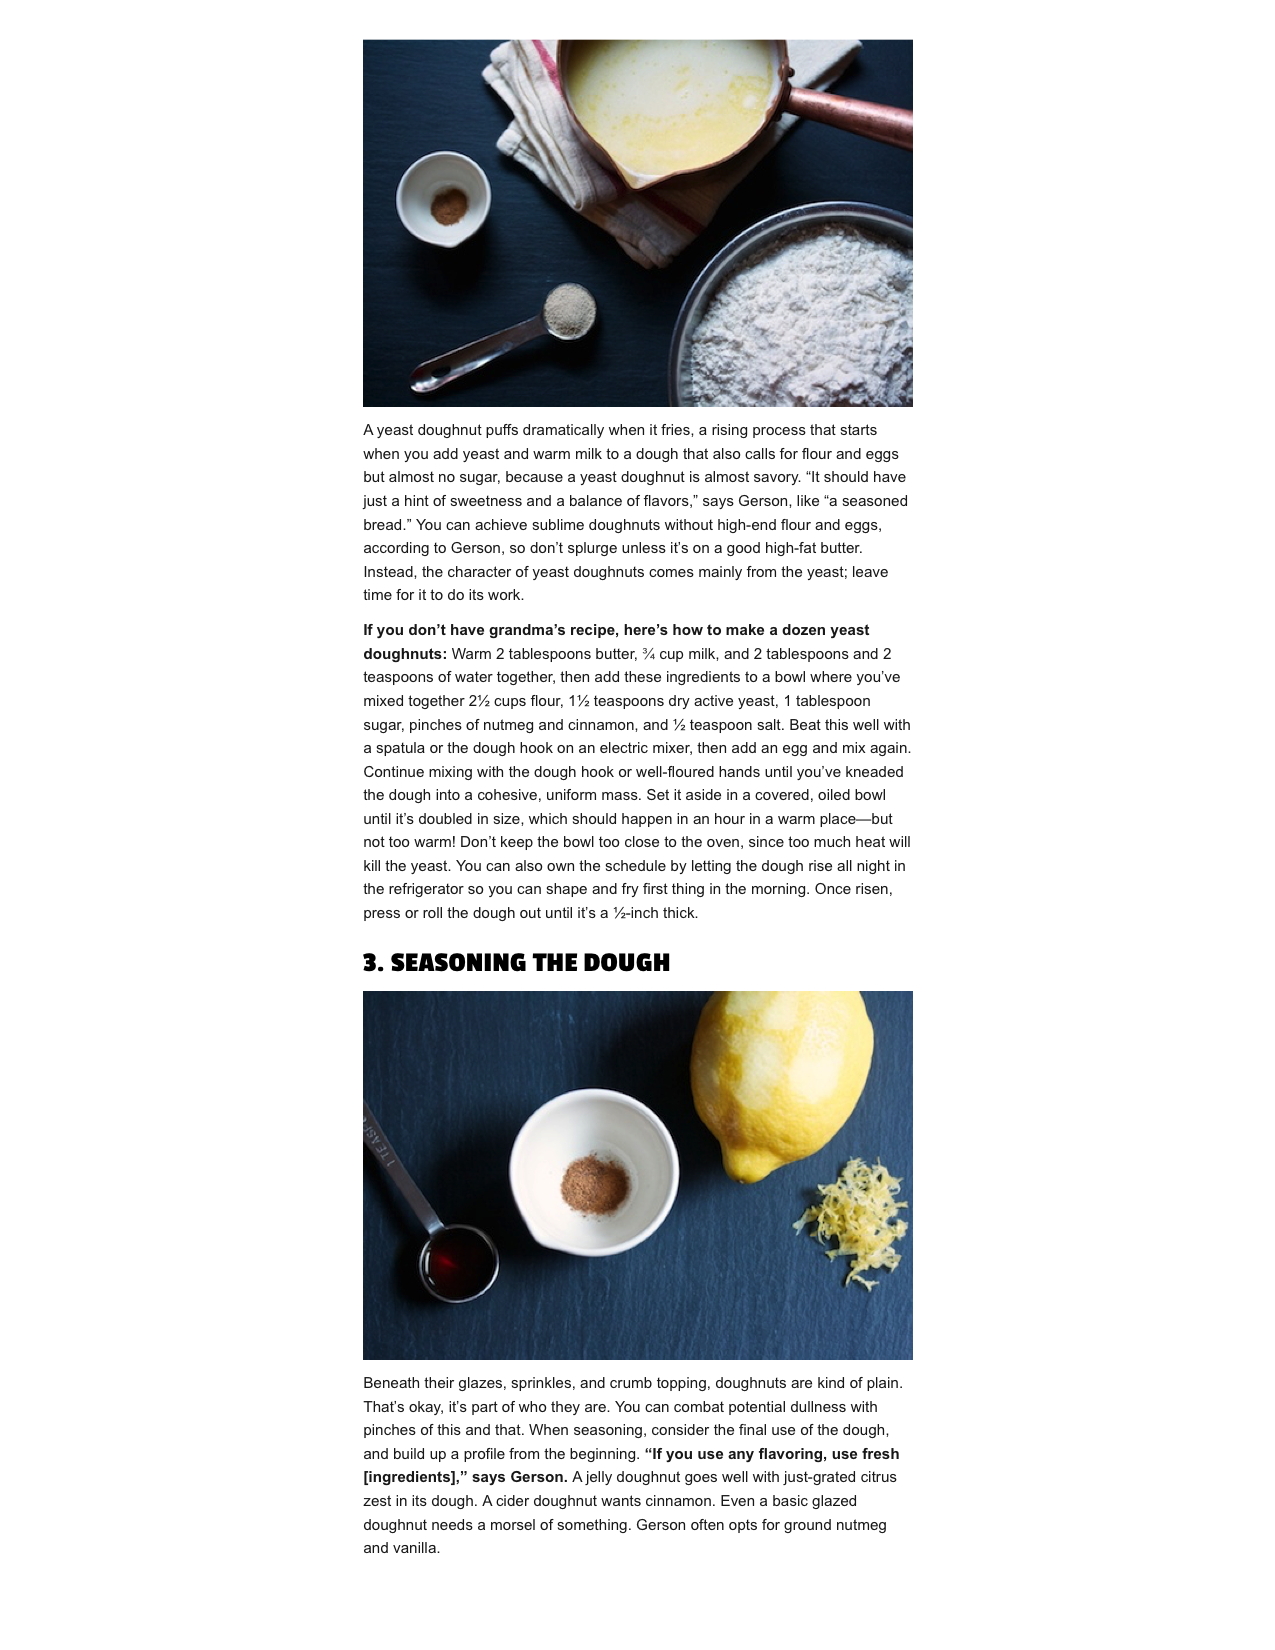 A yeast doughnut puffs dramatically when it fries, a rising process that starts
when you add yeast and warm milk to a dough that also calls for flour and eggs
but almost no sugar, because a yeast doughnut is almost savory. “It should have
just a hint of sweetness and a balance of flavors,” says Gerson, like “a seasoned
bread.” You can achieve sublime doughnuts without high-end flour and eggs,
according to Gerson, so don’t splurge unless it’s on a good high-fat butter.
Instead, the character of yeast doughnuts comes mainly from the yeast; leave
time for it to do its work.
If you don’t have grandma’s recipe, here’s how to make a dozen yeast
doughnuts: Warm 2 tablespoons butter, ¾ cup milk, and 2 tablespoons and 2
teaspoons of water together, then add these ingredients to a bowl where you’ve
mixed together 2½ cups flour, 1½ teaspoons dry active yeast, 1 tablespoon
sugar, pinches of nutmeg and cinnamon, and ½ teaspoon salt. Beat this well with
a spatula or the dough hook on an electric mixer, then add an egg and mix again.
Continue mixing with the dough hook or well-floured hands until you’ve kneaded
the dough into a cohesive, uniform mass. Set it aside in a covered, oiled bowl
until it’s doubled in size, which should happen in an hour in a warm place—but
not too warm! Don’t keep the bowl too close to the oven, since too much heat will
kill the yeast. You can also own the schedule by letting the dough rise all night in
the refrigerator so you can shape and fry first thing in the morning. Once risen,
press or roll the dough out until it’s a ½-inch thick.
3. SEASONING THE DOUGH
1 TEASP
Beneath their glazes, sprinkles, and crumb topping, doughnuts are kind of plain.
That’s okay, it’s part of who they are. You can combat potential dullness with
pinches of this and that. When seasoning, consider the final use of the dough,
and build up a profile from the beginning. “If you use any flavoring, use fresh
[ingredients],” says Gerson. A jelly doughnut goes well with just-grated citrus
zest in its dough. A cider doughnut wants cinnamon. Even a basic glazed
doughnut needs a morsel of something. Gerson often opts for ground nutmeg
and vanilla.